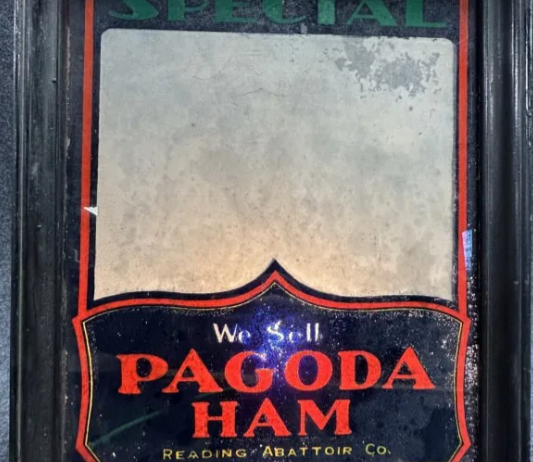 SPECIAL
We Sell
PAGODA
HAM
READING ABATTOIR CO.